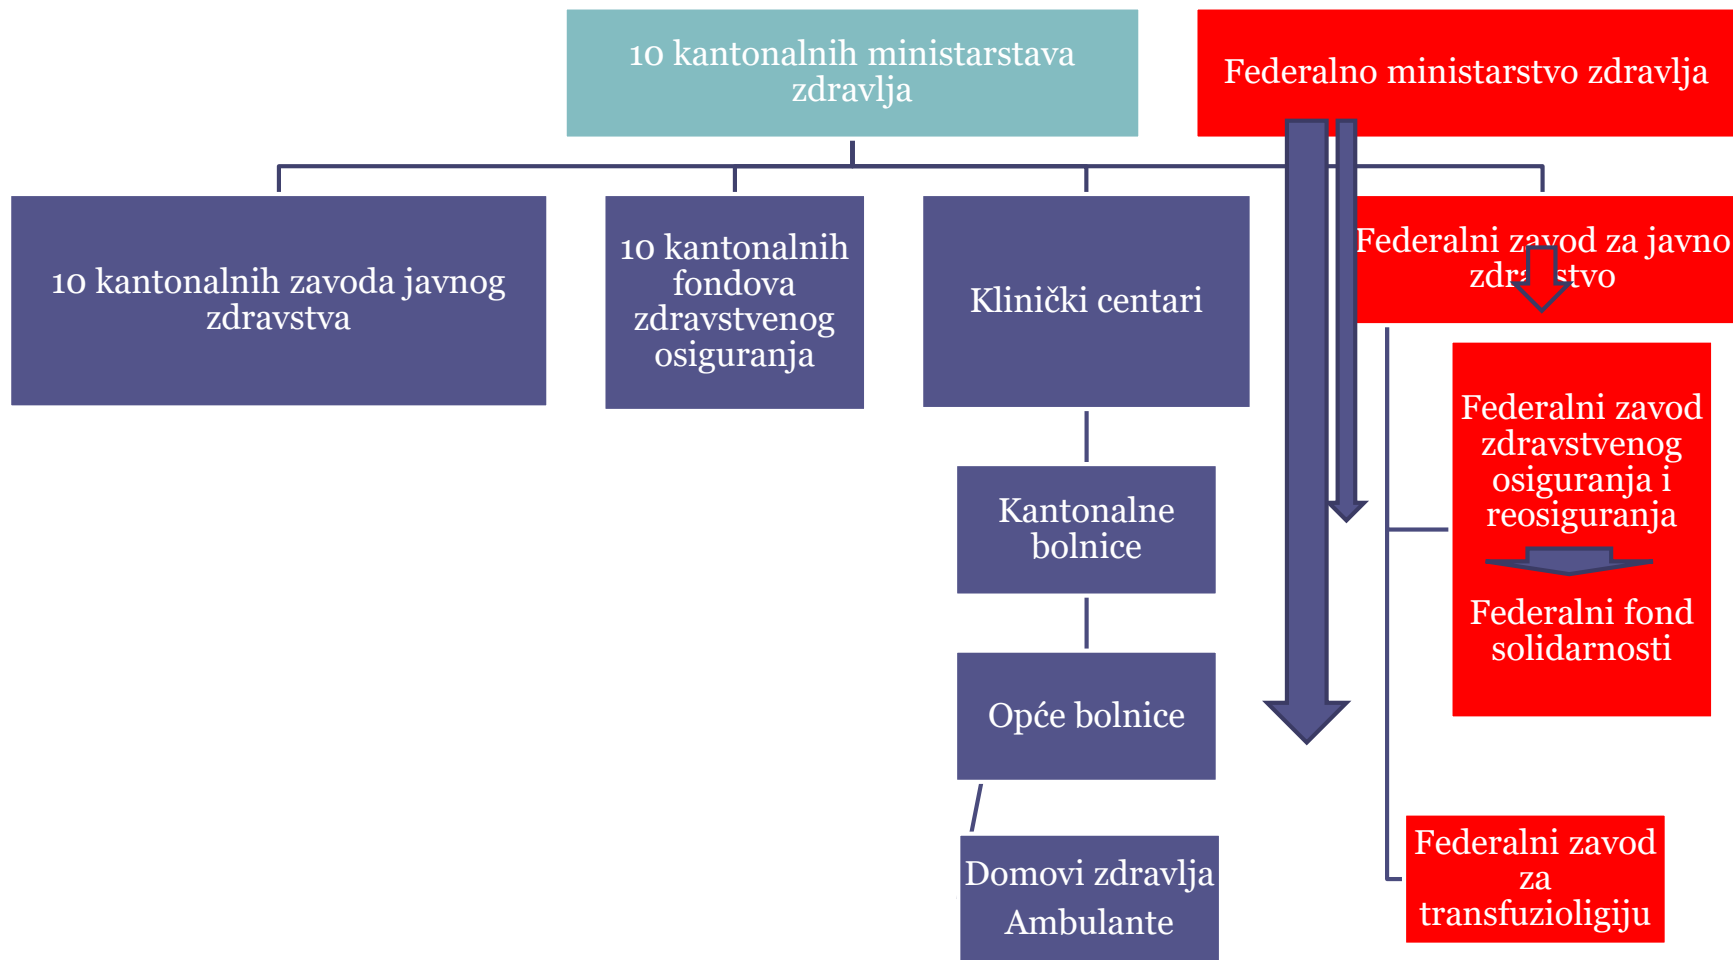 10 kantonalnih ministarstava
zdravlja
Federalno ministarstvo zdravlja
10 kantonalnih zavoda javnog
zdravstva
10 kantonalnih
fondova
zdravstvenog
osiguranja
Klinički centari
Federalni zavod za javno
zdravstvo
Kantonalne
bolnice
Federalni zavod
zdravstvenog
osiguranja i
reosiguranja
Federalni fond
solidarnosti
Opće bolnice
Domovi zdravlja
Ambulante
Federalni zavod
za
transfuzioligiju